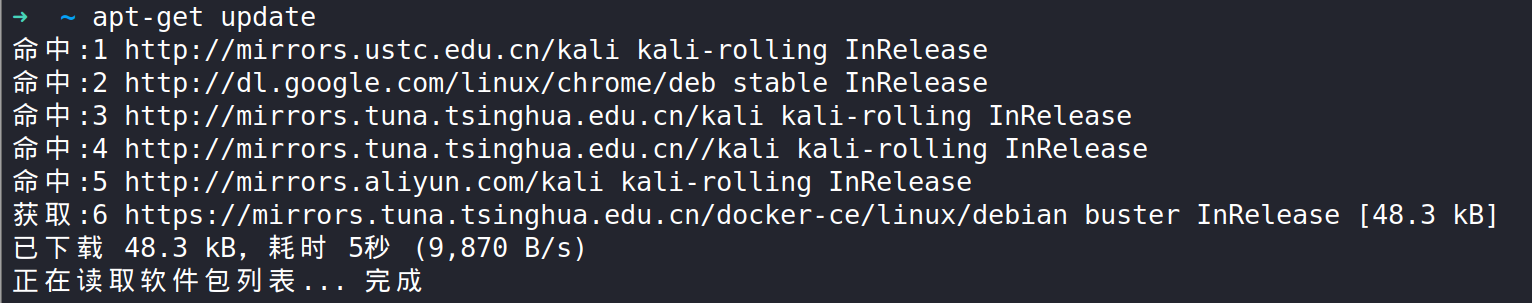 ➜  ~ apt-get update
命中:1 http://mirrors.ustc.edu.cn/kali kali-rolling InRelease
命中:2 http://dl.google.com/linux/chrome/deb stable InRelease
命中:3 http://mirrors.tuna.tsinghua.edu.cn/kali kali-rolling InRelease
命中:4 http://mirrors.tuna.tsinghua.edu.cn//kali kali-rolling InRelease
命中:5 http://mirrors.aliyun.com/kali kali-rolling InRelease
获取:6 https://mirrors.tuna.tsinghua.edu.cn/docker-ce/linux/debian buster InRelease [48.3 kB]
已下载 48.3 kB，耗时 5秒 (9,870 B/s)
正在读取软件包列表... 完成